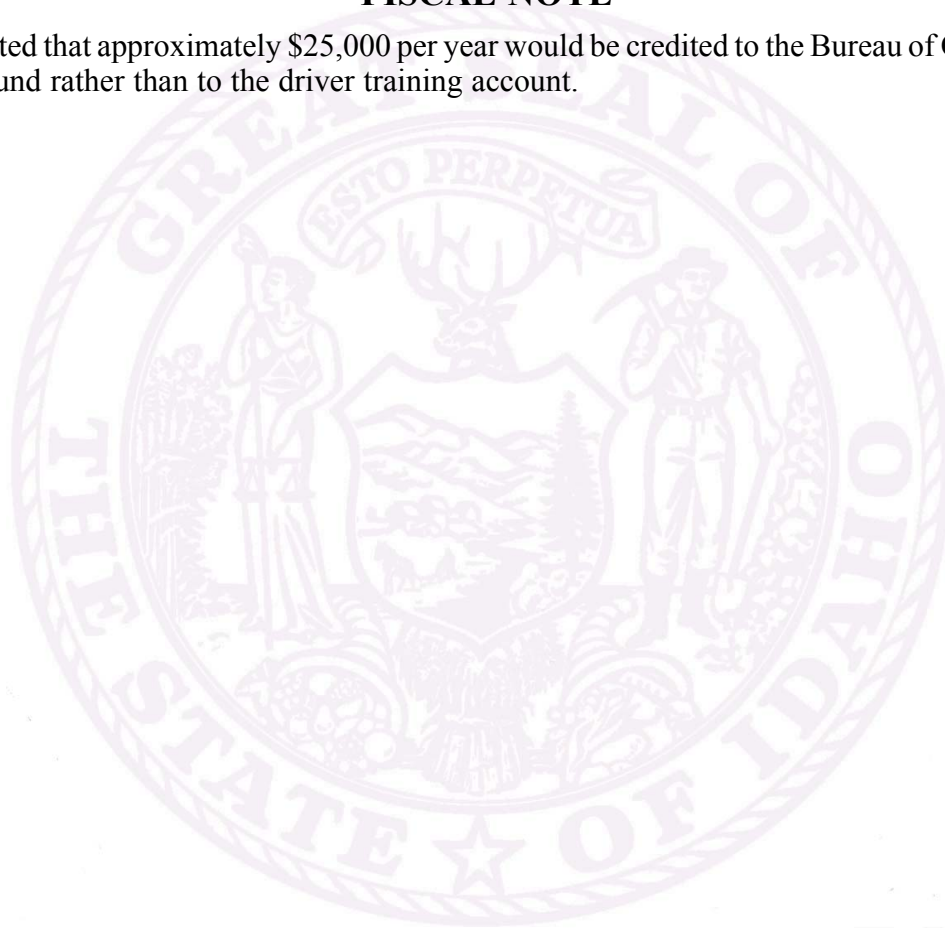 FISCAL NOTE
ted that approximately $25,000 per year would be credited to the Bureau of
und rather than to the driver training account.
GREAT SEAL OF
ESTO PERPETUA
THE STATE OF IDAHO